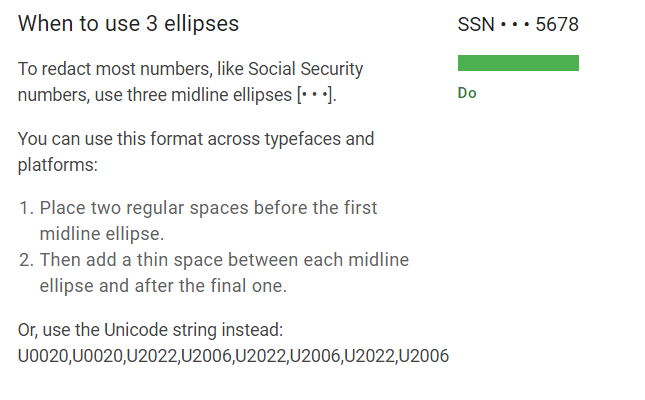 When to use 3 ellipses
SSN • • • 5678
To redact most numbers, like Social Security
numbers, use three midline ellipses [• • •].
Do
You can use this format across typefaces and
platforms:
1. Place two regular spaces before the first
midline ellipse.
2. Then add a thin space between each midline
ellipse and after the final one.
Or, use the Unicode string instead:
U0020,U0020,U2022,U2006,U2022,U2006,U2022,U2006